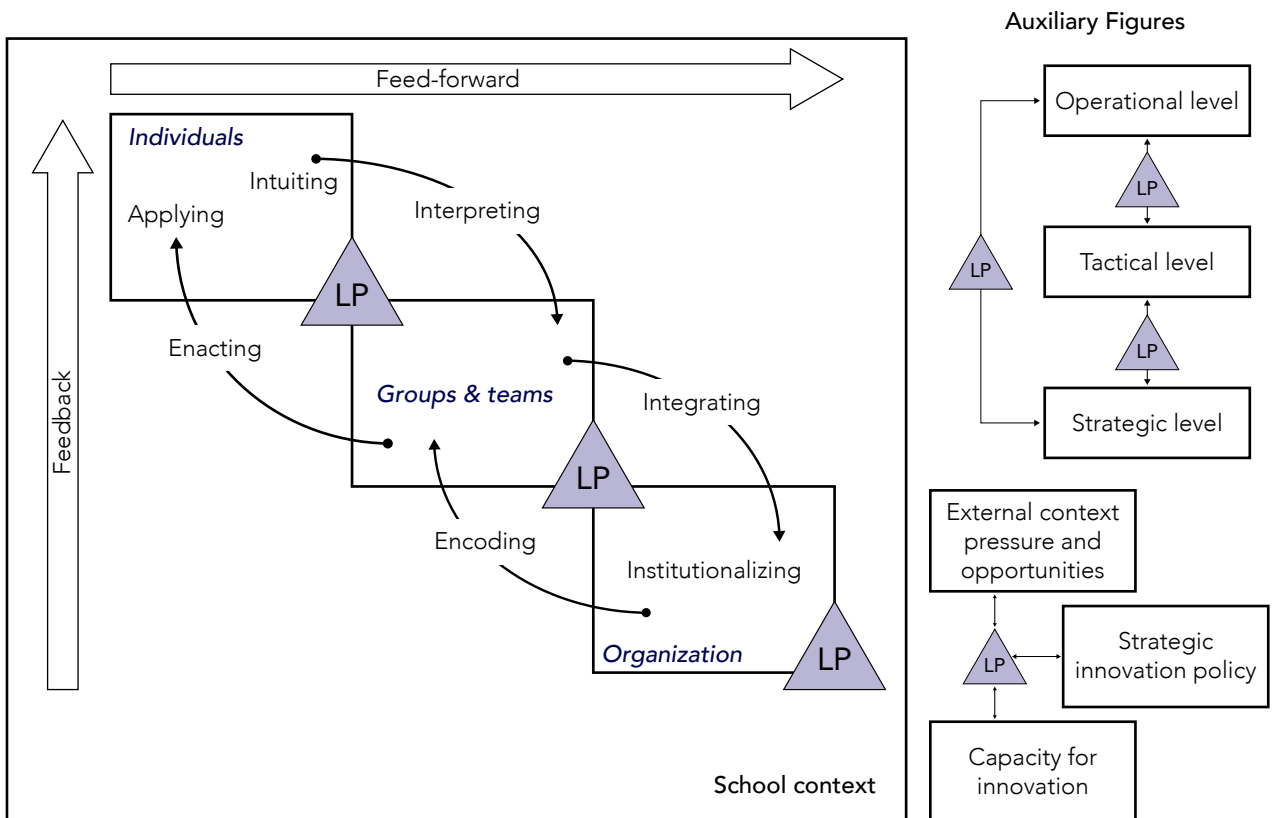 Auxiliary Figures
Feed-forward
Feedback
Individuals
Intuiting
Applying
Interpreting
LP
Enacting
Groups & teams
Integrating
LP
Encoding
Institutionalizing
Organization
LP
School context
Operational level
LP
Tactical level
LP
LP
Strategic level
External context
pressure and
opportunities
LP
Strategic
innovation policy
Capacity for
innovation